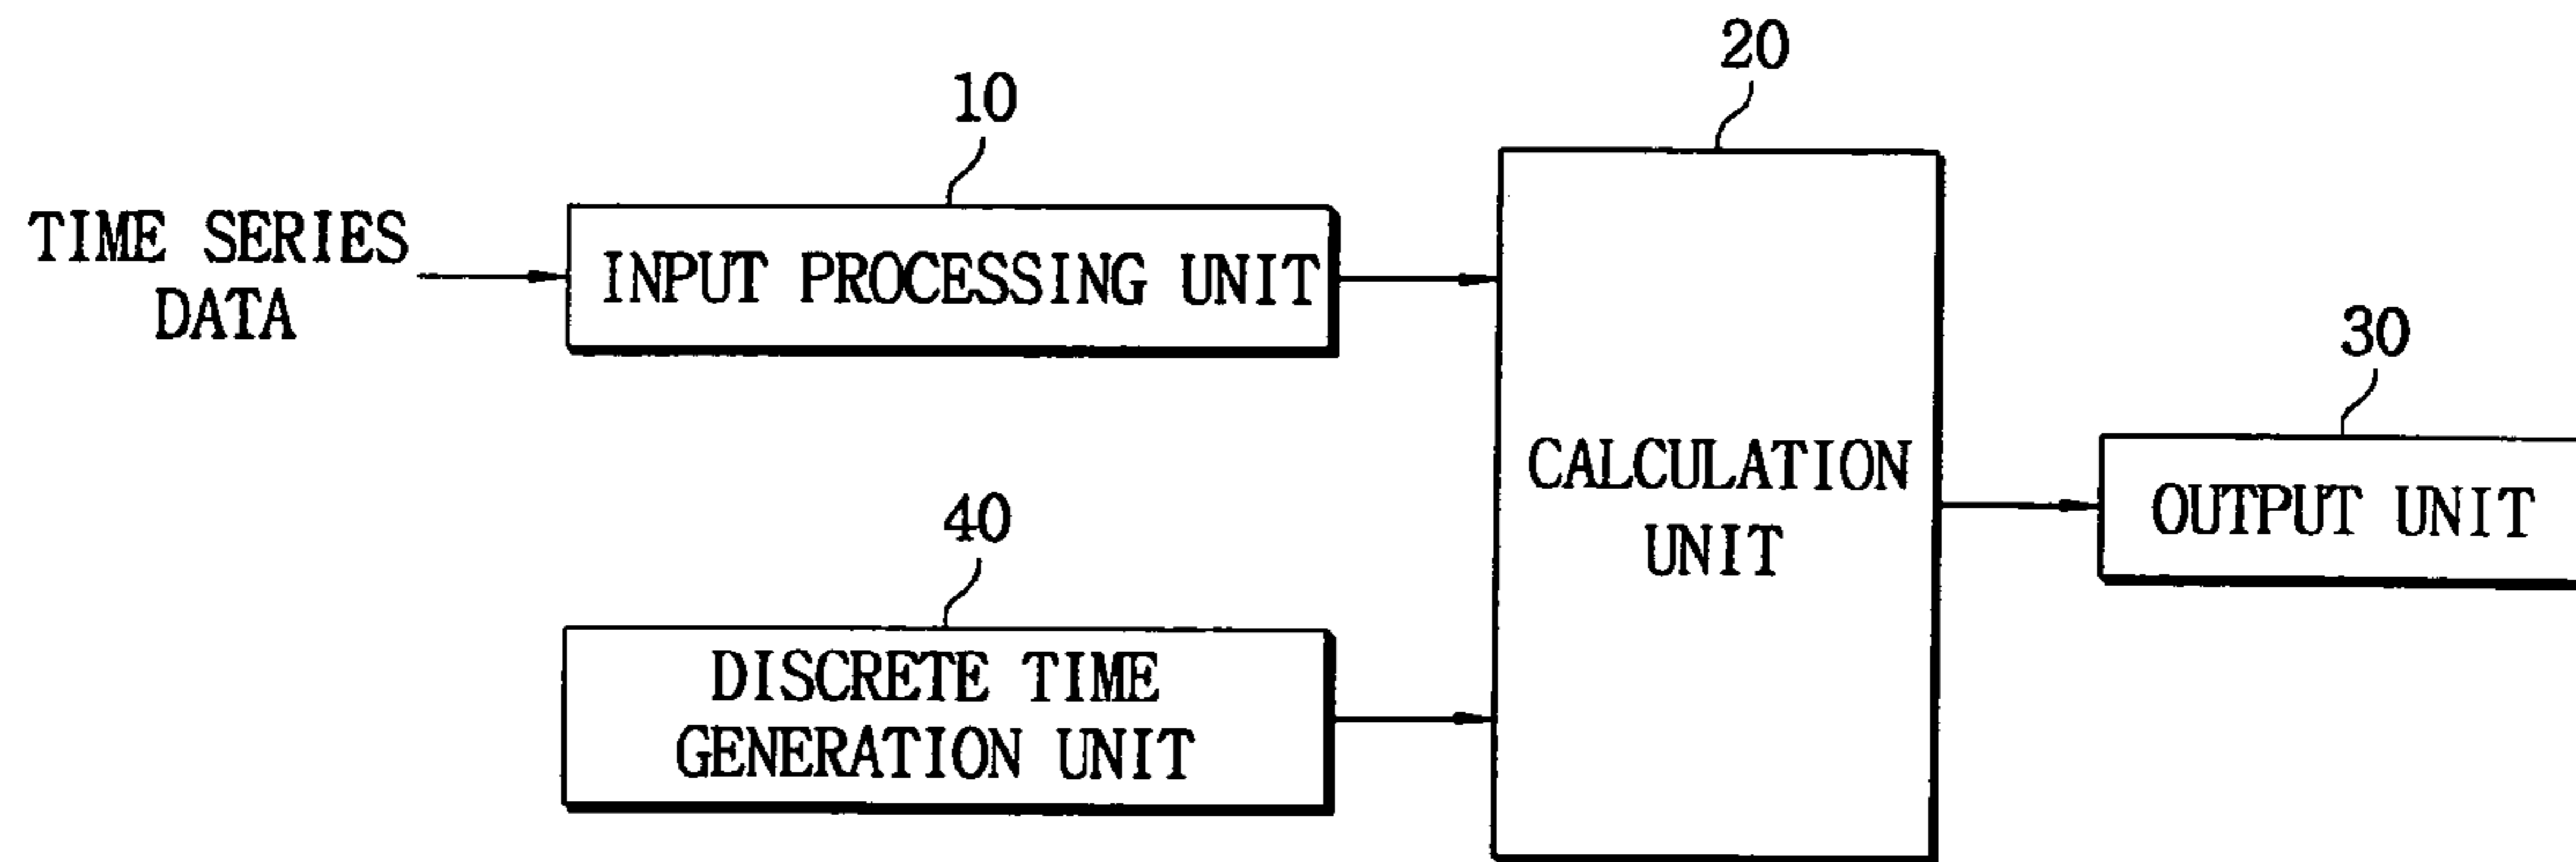 20
10
TIME SERIES
DATA
INPUT PROCESSING UNIT
30
CALCULATION
UNIT
OUTPUT UNIT
40
DISCRETE TIME
GENERATION UNIT